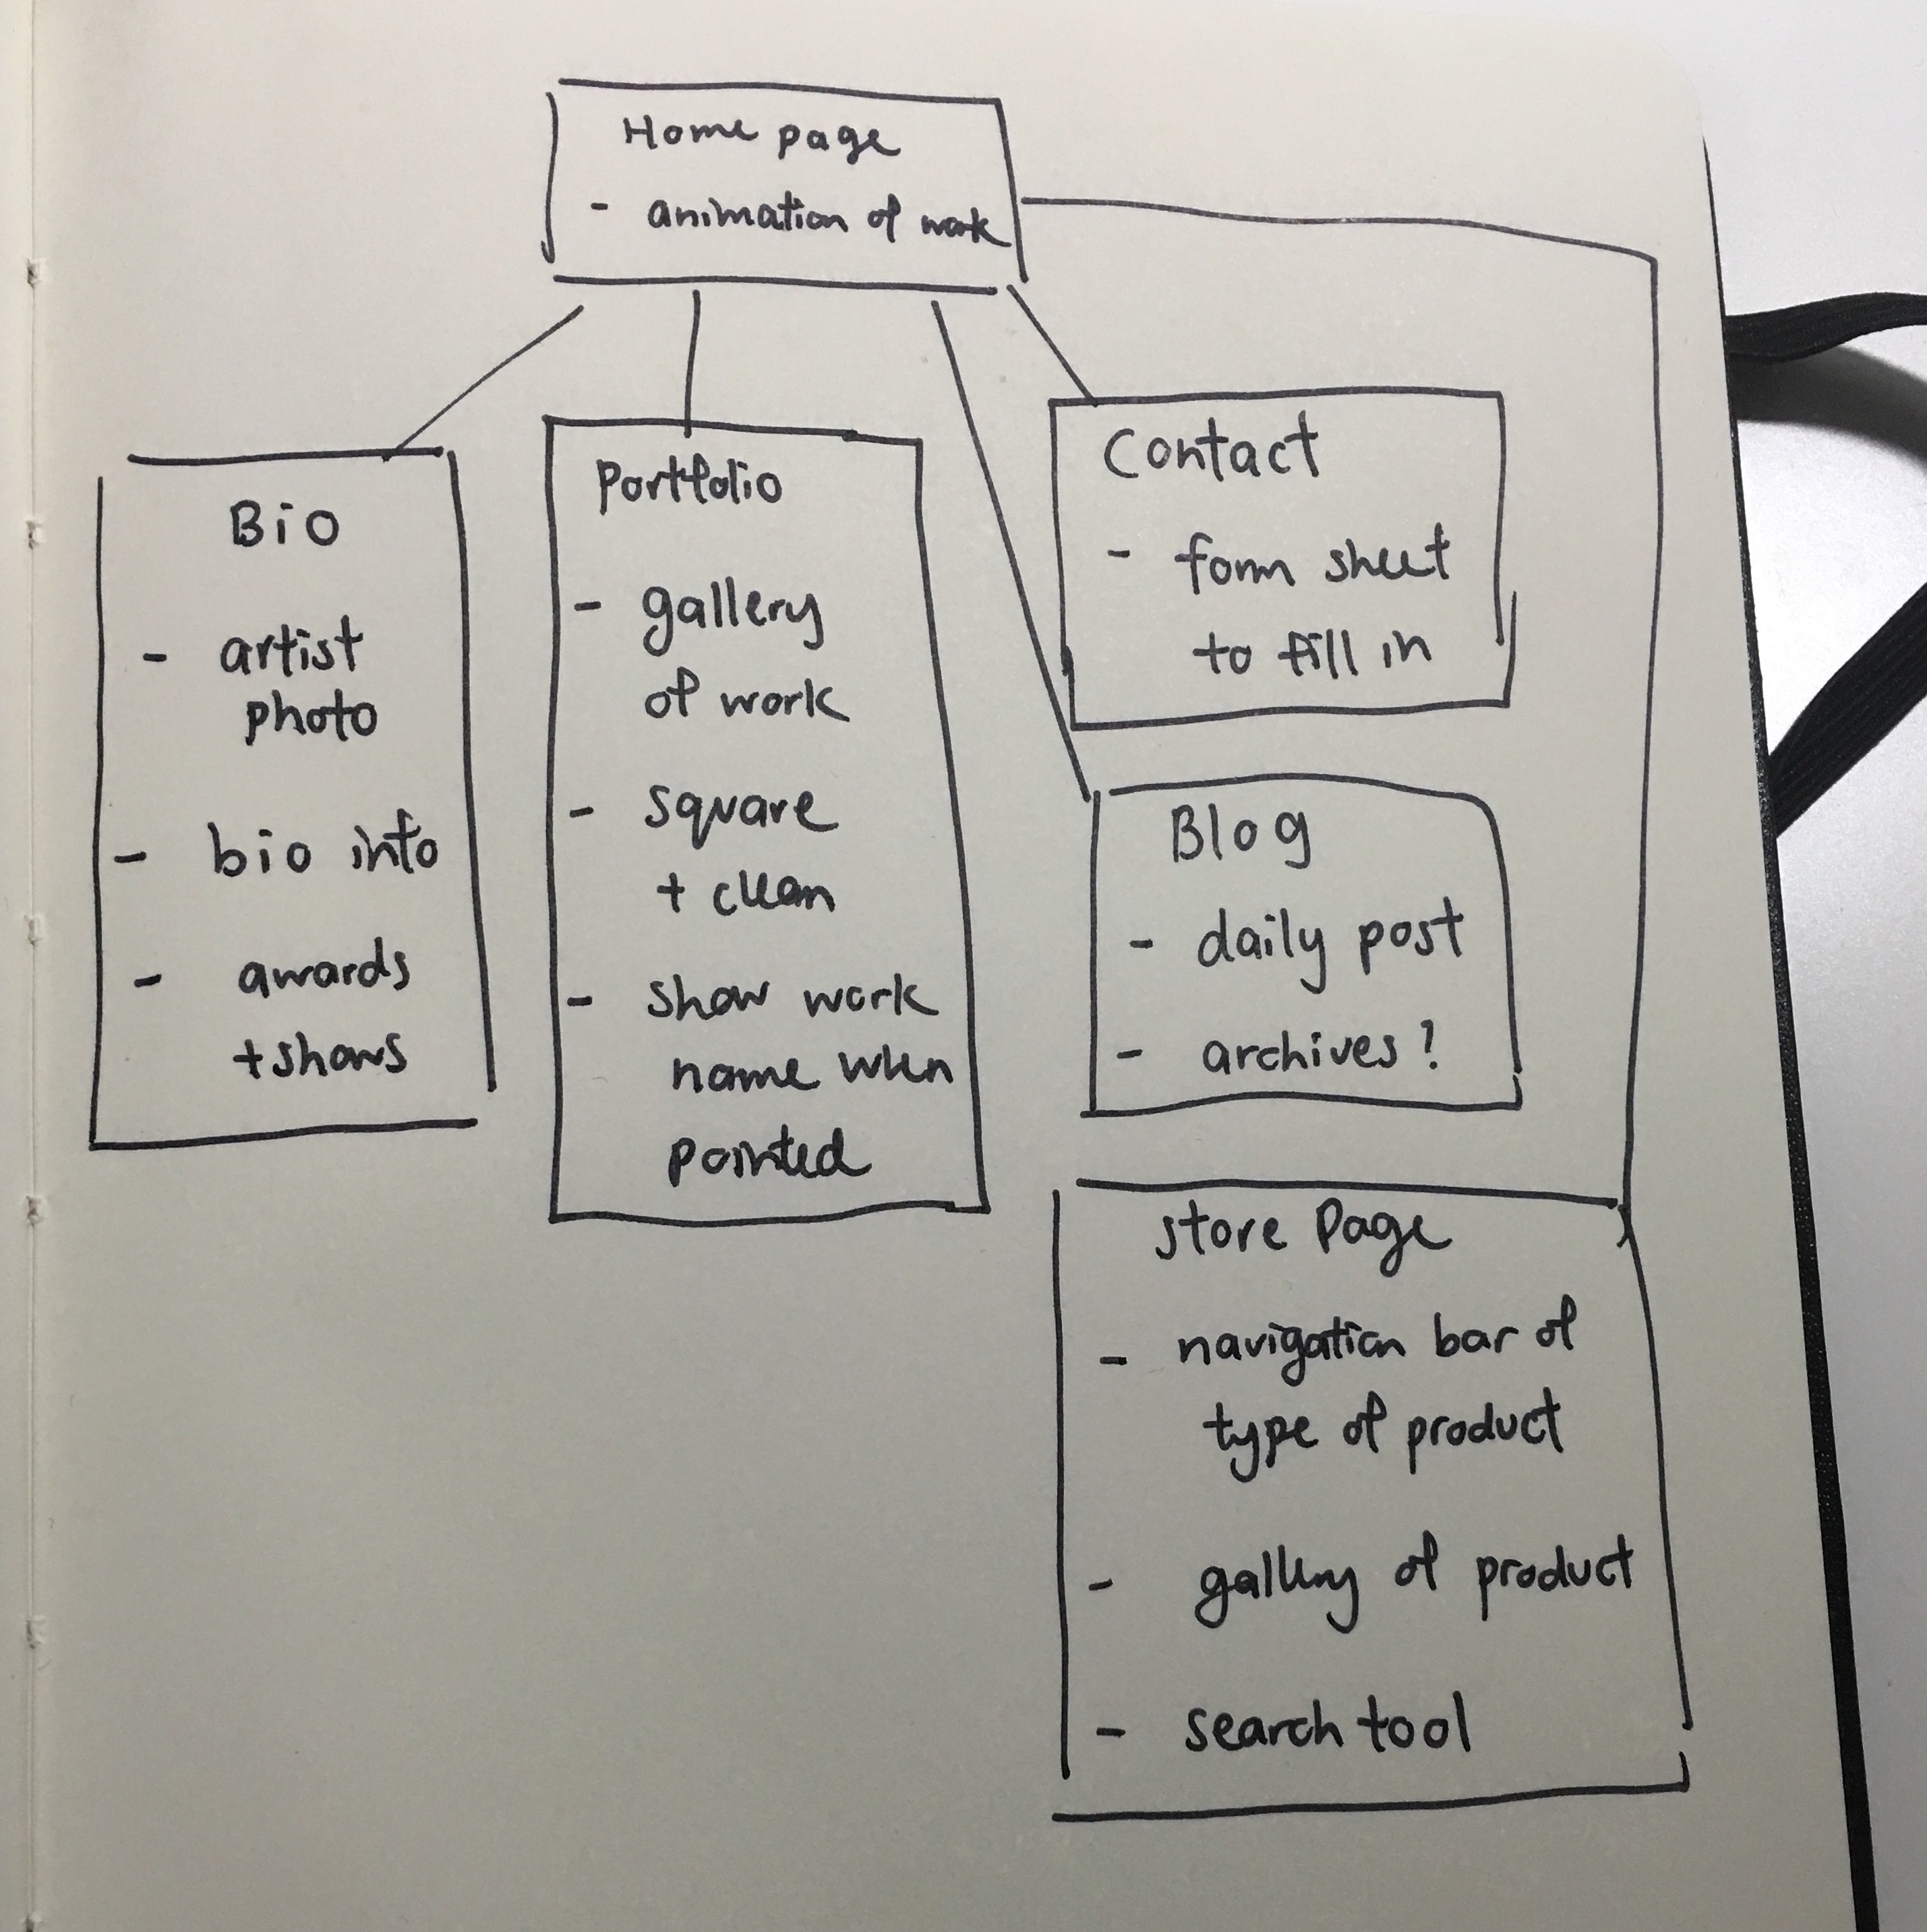 Home page
- animation of work
Bio
- artist
photo
- bio info
- awards
+ shows
Portfolio
- gallery
of work
- square
+ clean
- show work
name when
pointed
Contact
- form sheet
to fill in
Blog
- daily post
- archives?
store Page
- navigation bar of
type of product
- gallery of product
- search tool